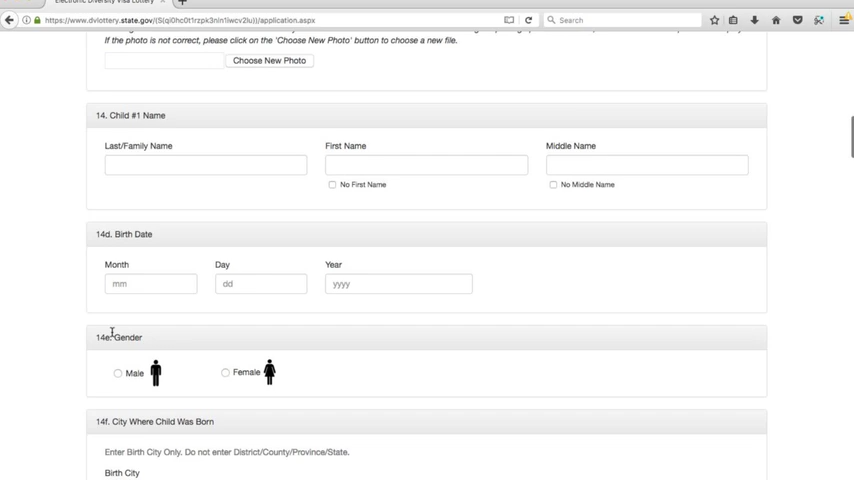 Electronic Diversity Visa Lottery
https://www.dvlottery.state.gov/(S(qi0hc0t1rzpk3nln1iwcv2lu))/application.aspx
Search
If the photo is not correct, please click on the 'Choose New Photo' button to choose a new file.
Choose New Photo
14. Child #1 Name
Last/Family Name First Name Middle Name
No First Name No Middle Name
14d. Birth Date
Month Day Year
mm dd yyyy
14e. Gender
Male Female
14f. City Where Child Was Born
Enter Birth City Only. Do not enter District/County/Province/State.
Birth City